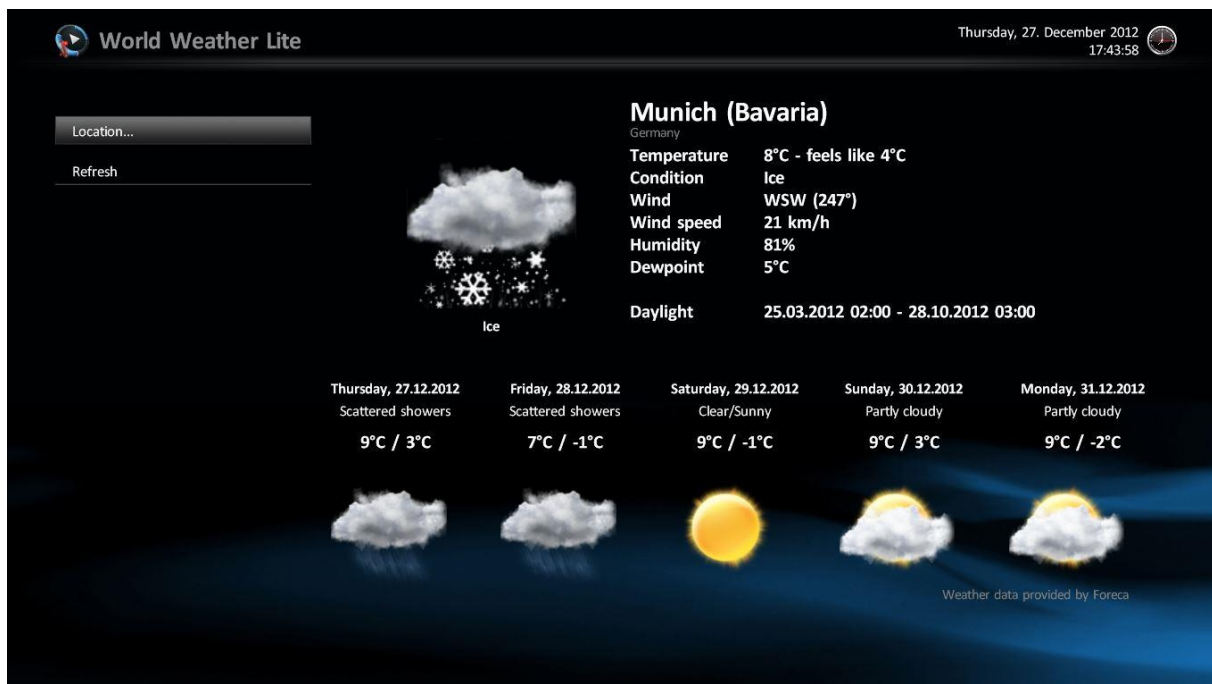 World Weather Lite
Thursday, 27. December 2012
17:43:58
Location...
Refresh
Munich (Bavaria)
Germany
Temperature 8°C - feels like 4°C
Condition Ice
Wind WSW (247°)
Wind speed 21 km/h
Humidity 81%
Dewpoint 5°C
Daylight 25.03.2012 02:00 - 28.10.2012 03:00
Ice
Thursday, 27.12.2012 Friday, 28.12.2012 Saturday, 29.12.2012 Sunday, 30.12.2012 Monday, 31.12.2012
Scattered showers Scattered showers Clear/Sunny Partly cloudy Partly cloudy
9°C / 3°C 7°C / -1°C 9°C / -1°C 9°C / 3°C 9°C / -2°C
Weather data provided by Foreca